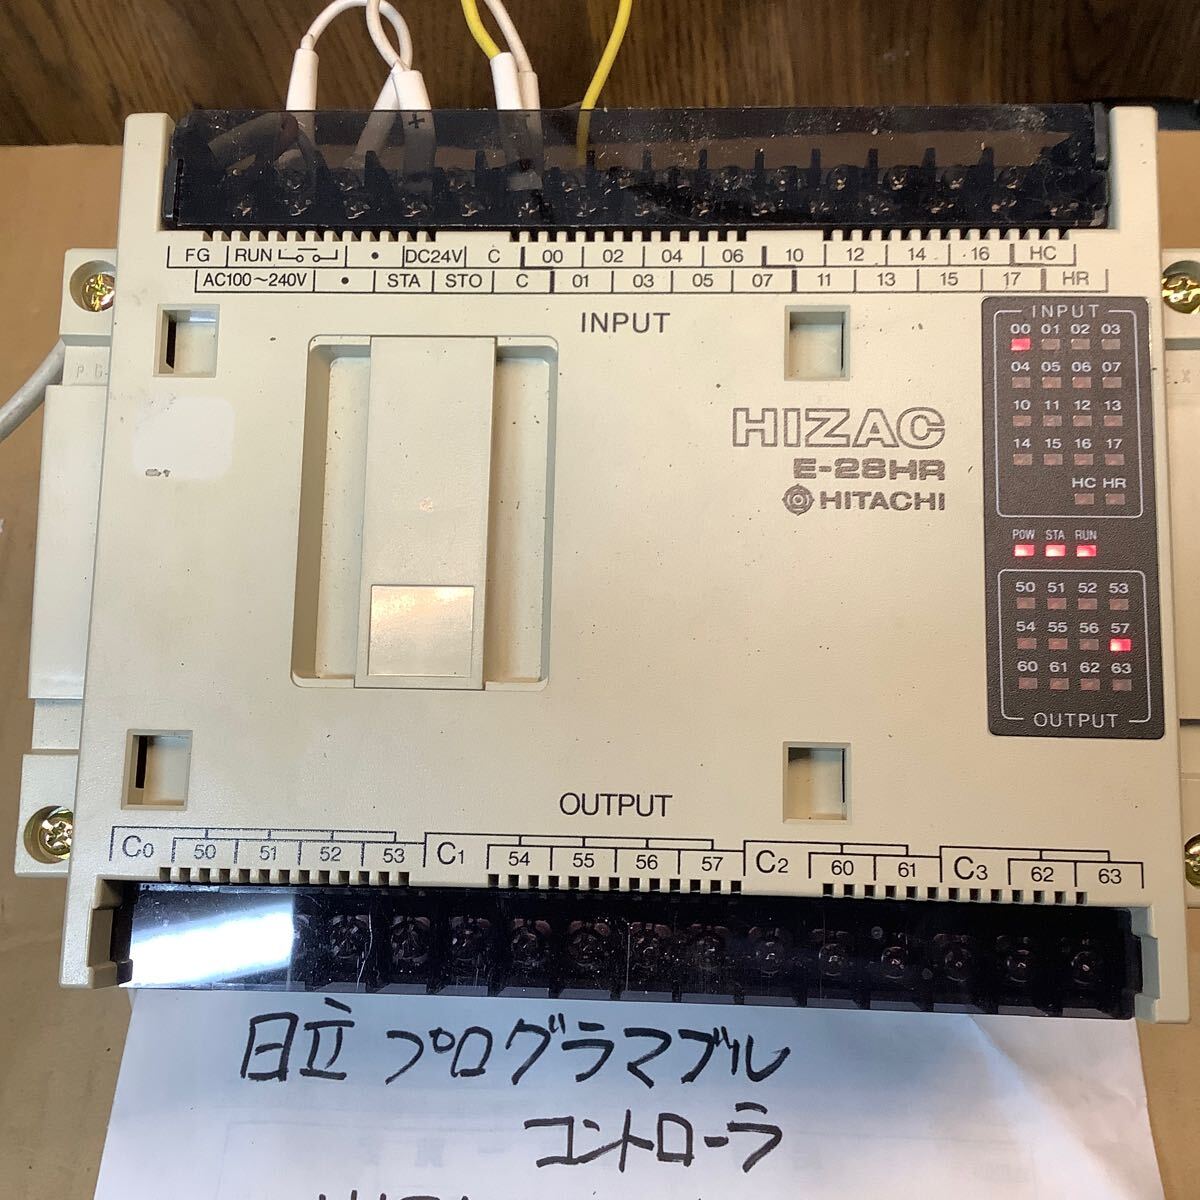 FG RUN • DC24V C 00 02 04 06 10 12 14 16 HC
AC100～240V • STA STO C 01 03 05 07 11 13 15 17 HR
INPUT
HIZAC
E-28HR
HITACHI
INPUT
00 01 02 03
04 05 06 07
10 11 12 13
14 15 16 17
HC HR
POW STA RUN
50 51 52 53
54 55 56 57
60 61 62 63
OUTPUT
OUTPUT
C0 50 51 52 53 C1 54 55 56 57 C2 60 61 C3 62 63
日立 プログラマブル
コントローラ